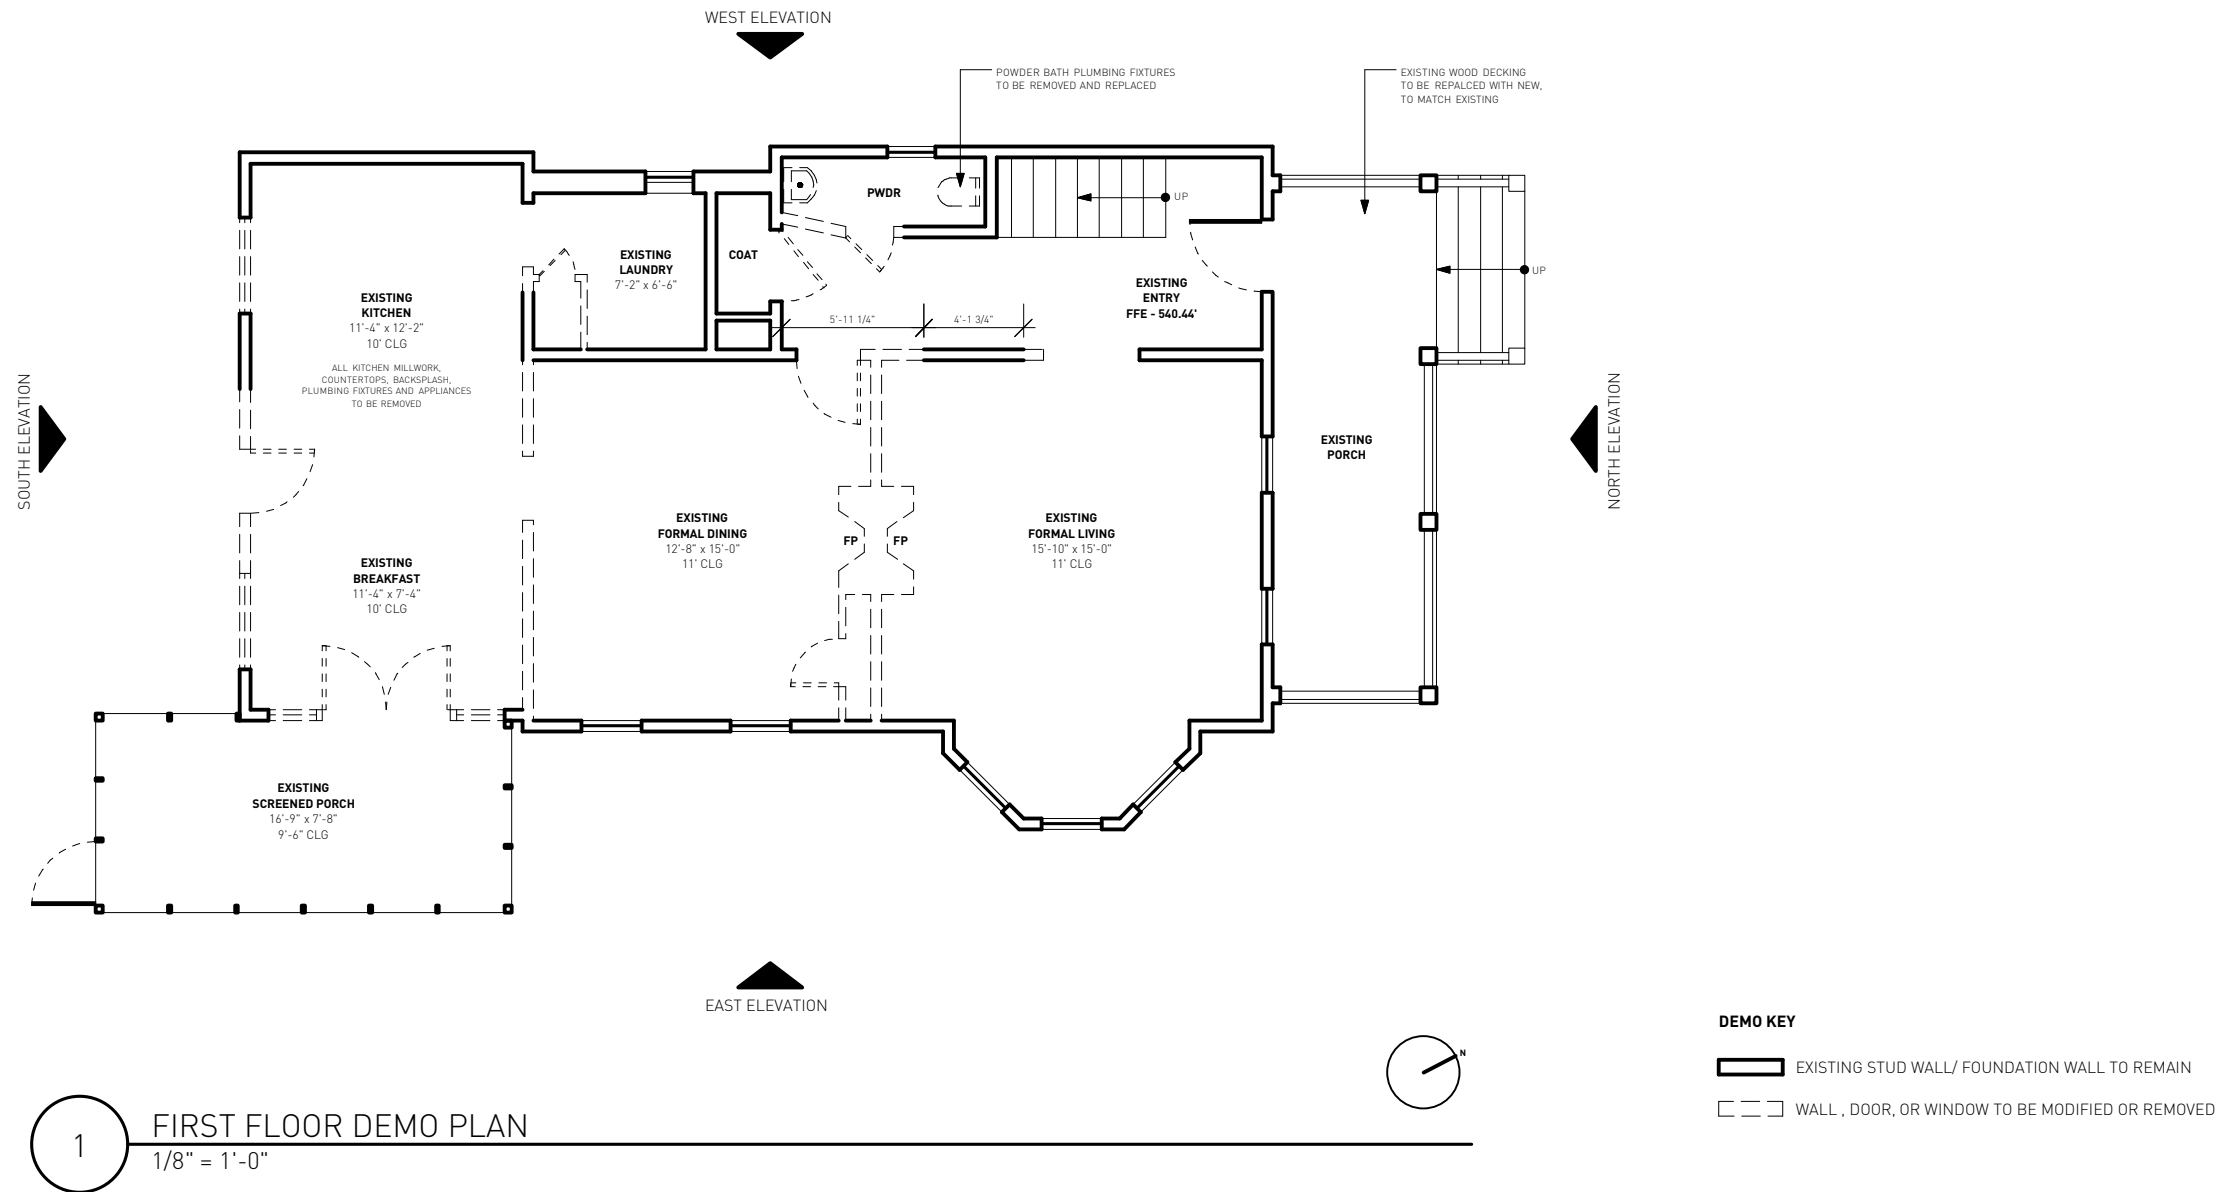 WEST ELEVATION
POWDER BATH PLUMBING FIXTURES
TO BE REMOVED AND REPLACED
EXISTING WOOD DECKING
TO BE REPALCED WITH NEW,
TO MATCH EXISTING
PWDR
UP
COAT
EXISTING
LAUNDRY
7'-2" x 6'-6"
UP
EXISTING
ENTRY
FFE - 540.44'
EXISTING
KITCHEN
11'-4" x 12'-2"
10' CLG
ALL KITCHEN MILLWORK,
COUNTERTOPS, BACKSPLASH,
PLUMBING FIXTURES AND APPLIANCES
TO BE REMOVED
5'-11 1/4"
4'-1 3/4"
SOUTH ELEVATION
NORTH ELEVATION
EXISTING
PORCH
EXISTING
FORMAL DINING
12'-8" x 15'-0"
11' CLG
FP
FP
EXISTING
FORMAL LIVING
15'-10" x 15'-0"
11' CLG
EXISTING
BREAKFAST
11'-4" x 7'-4"
10' CLG
EXISTING
SCREENED PORCH
16'-9" x 7'-8"
9'-6" CLG
EAST ELEVATION
N
DEMO KEY
EXISTING STUD WALL/ FOUNDATION WALL TO REMAIN
WALL , DOOR, OR WINDOW TO BE MODIFIED OR REMOVED
1
FIRST FLOOR DEMO PLAN
1/8" = 1'-0"